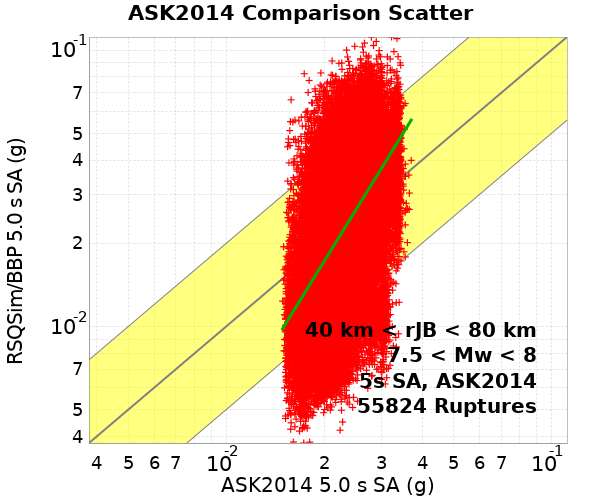 ASK2014 Comparison Scatter
RSQSim/BBP 5.0 s SA (g)
10-1
7
5
4
3
2
10-2
7
5
4
40 km < rJB < 80 km
7.5 < Mw < 8
5s SA, ASK2014
55824 Ruptures
4 5 6 7 10-2 2 3 4 5 6 7 10-1
ASK2014 5.0 s SA (g)